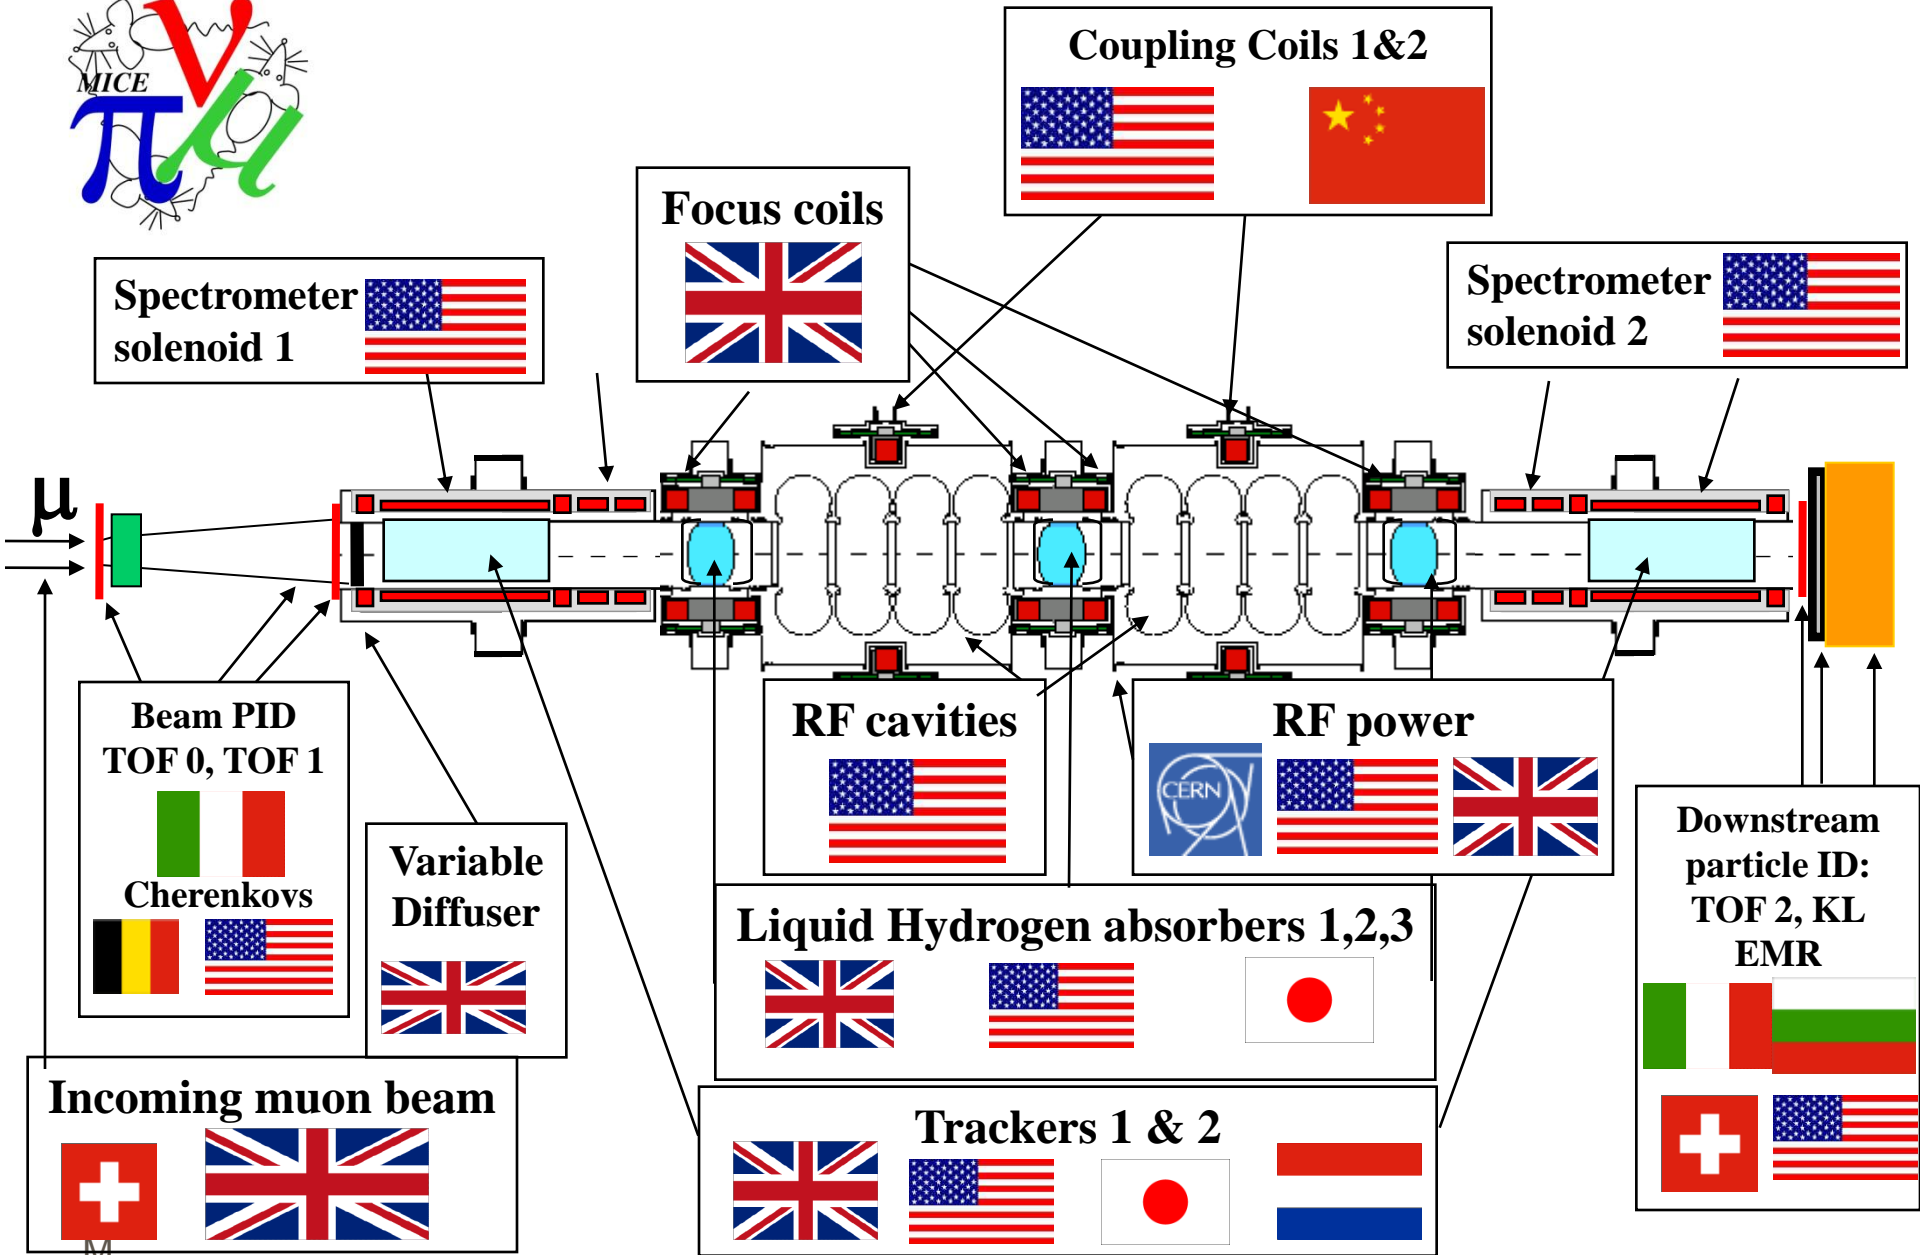 MICE
ν
π
μ
Coupling Coils 1&2
Focus coils
Spectrometer
solenoid 1
Spectrometer
solenoid 2
μ
Beam PID
TOF 0, TOF 1
Cherenkovs
Variable
Diffuser
RF cavities
RF power
CERN
Downstream
particle ID:
TOF 2, KL
EMR
Liquid Hydrogen absorbers 1,2,3
Incoming muon beam
Trackers 1 & 2
M